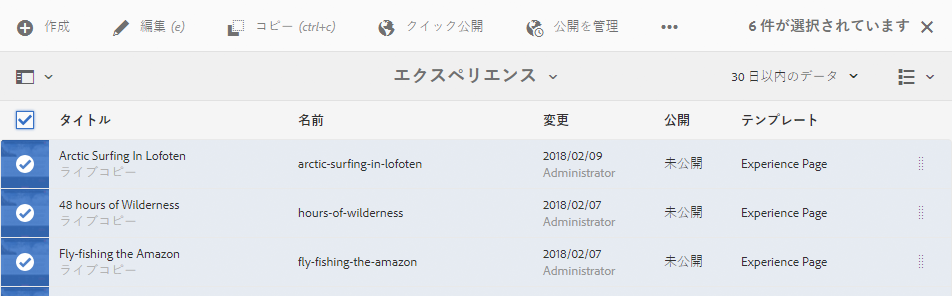 作成 編集 (e) コピー (ctrl+c) クイック公開 公開を管理 6 件が選択されています
エクスペリエンス 30 日以内のデータ
タイトル 名前 変更 公開 テンプレート
Arctic Surfing In Lofoten arctic-surfing-in-lofoten 2018/02/09 未公開 Experience Page
ライブコピー Administrator
48 hours of Wilderness hours-of-wilderness 2018/02/07 未公開 Experience Page
ライブコピー Administrator
Fly-fishing the Amazon fly-fishing-the-amazon 2018/02/07 未公開 Experience Page
ライブコピー Administrator